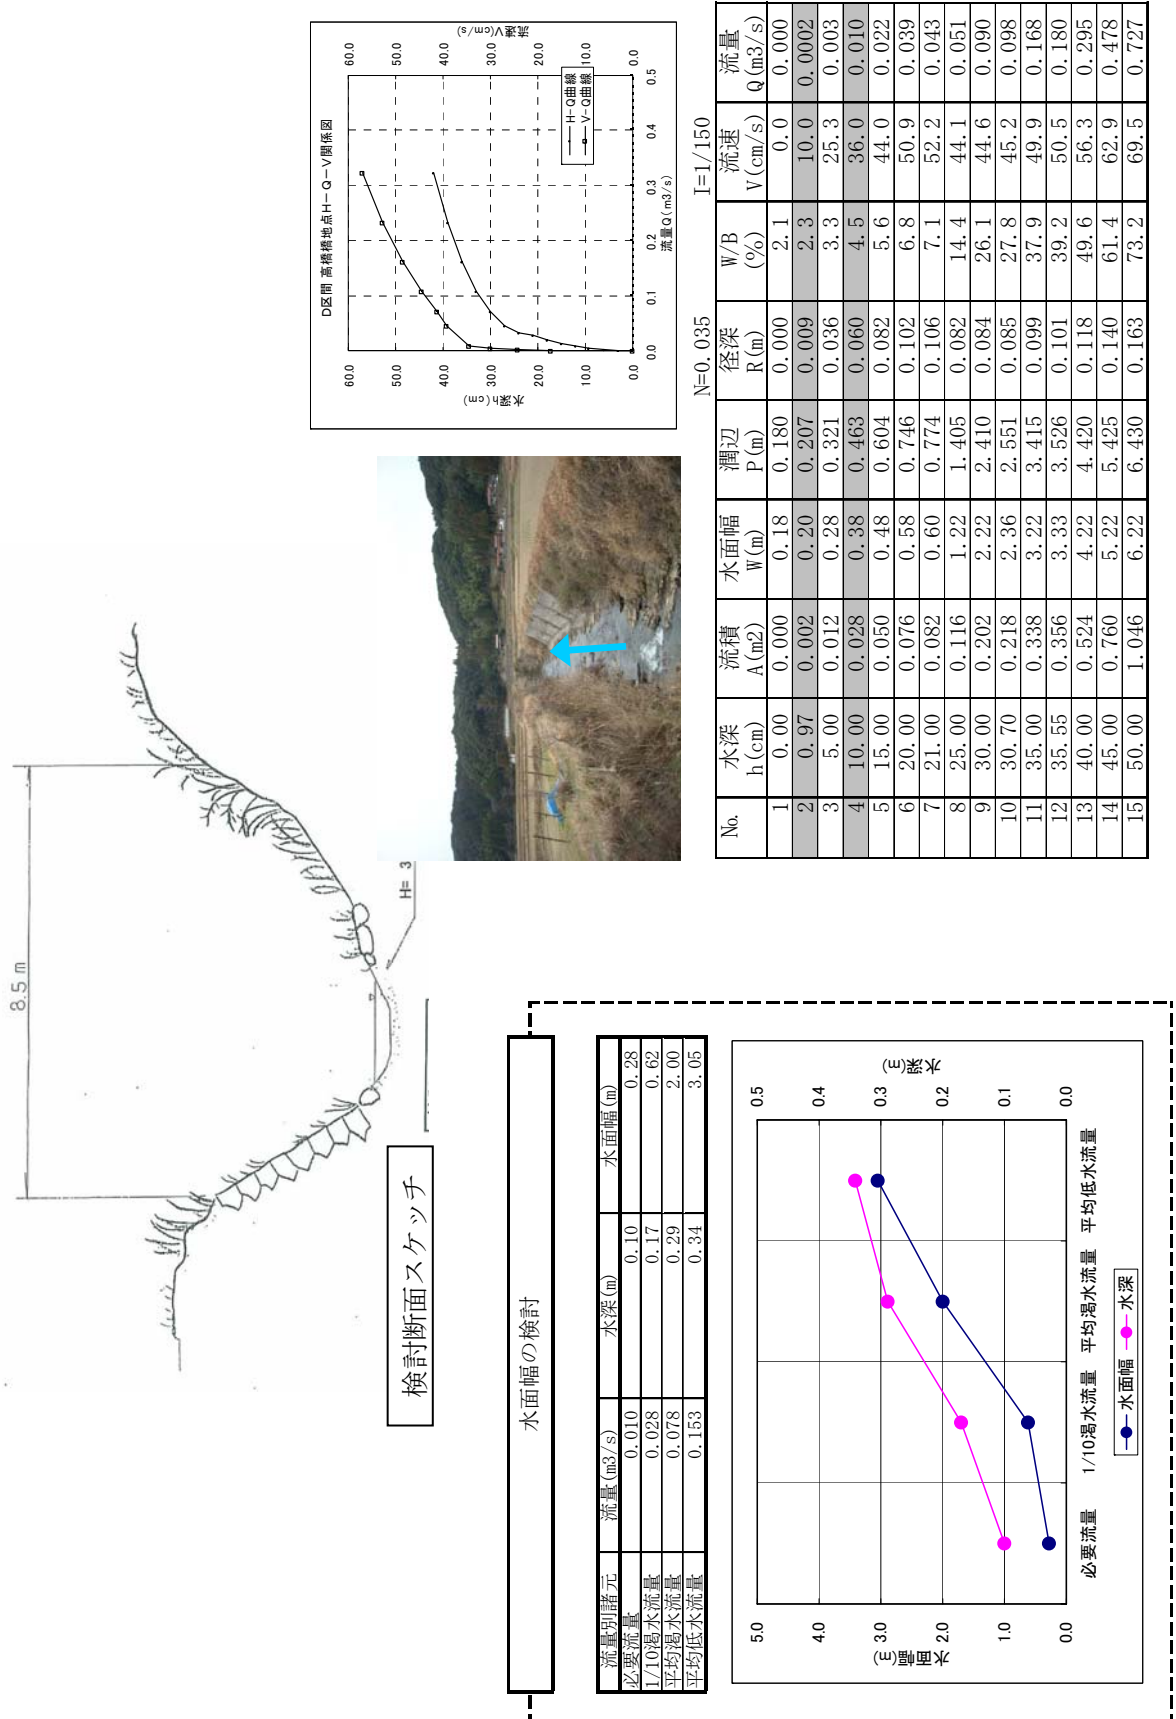 8.5m
H= 3
検討断面スケッチ
D区間 高橋橋地点H-Q-V関係図
水深h(cm)
60.0
50.0
40.0
30.0
20.0
10.0
0.0
流速V(cm/s)
60.0
50.0
40.0
30.0
20.0
10.0
0.0
0.0 0.1 0.2 0.3 0.4 0.5
流量Q(m3/s)
H-Q曲線
V-Q曲線
水面幅の検討
流量別諸元 流量(m3/s) 水深(m) 水面幅(m)
必要流量 0.010 0.10 0.28
1/10渇水流量 0.028 0.17 0.62
平均渇水流量 0.078 0.29 2.00
平均低水流量 0.153 0.34 3.05
水面幅(m)
5.0
4.0
3.0
2.0
1.0
0.0
水深(m)
0.5
0.4
0.3
0.2
0.1
0.0
必要流量 1/10渇水流量 平均渇水流量 平均低水流量
水面幅 水深
N=0.035 I=1/150
No. 水深 流積 水面幅 潤辺 径深 W/B 流速 流量
h(cm) A(m2) W(m) P(m) R(m) (%) V(cm/s) Q(m3/s)
1 0.00 0.000 0.18 0.180 0.000 2.1 0.0 0.000
2 0.97 0.002 0.20 0.207 0.009 2.3 10.0 0.0002
3 5.00 0.012 0.28 0.321 0.036 3.3 25.3 0.003
4 10.00 0.028 0.38 0.463 0.060 4.5 36.0 0.010
5 15.00 0.050 0.48 0.604 0.082 5.6 44.0 0.022
6 20.00 0.076 0.58 0.746 0.102 6.8 50.9 0.039
7 21.00 0.082 0.60 0.774 0.106 7.1 52.2 0.043
8 25.00 0.116 1.22 1.405 0.082 14.4 44.1 0.051
9 30.00 0.202 2.22 2.410 0.084 26.1 44.6 0.090
10 30.70 0.218 2.36 2.551 0.085 27.8 45.2 0.098
11 35.00 0.338 3.22 3.415 0.099 37.9 49.9 0.168
12 35.55 0.356 3.33 3.526 0.101 39.2 50.5 0.180
13 40.00 0.524 4.22 4.420 0.118 49.6 56.3 0.295
14 45.00 0.760 5.22 5.425 0.140 61.4 62.9 0.478
15 50.00 1.046 6.22 6.430 0.163 73.2 69.5 0.727